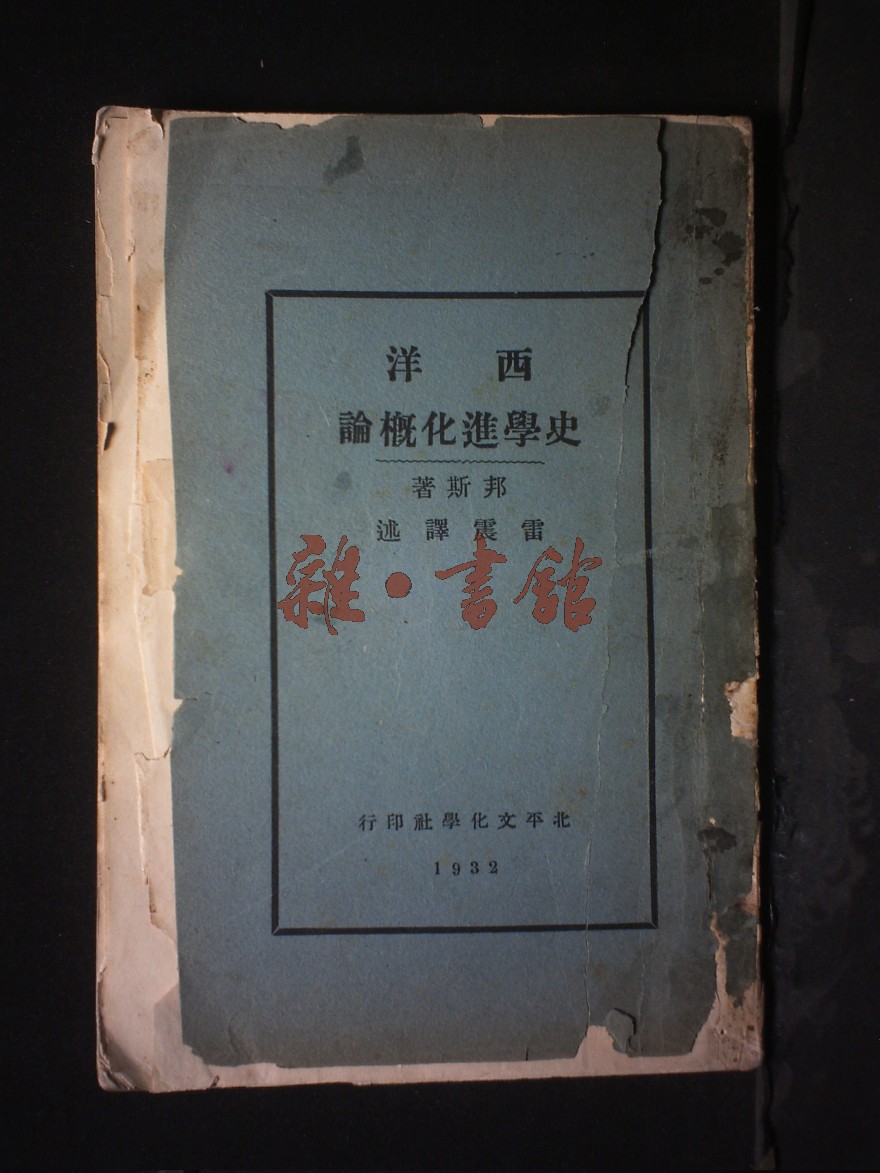 西洋
史學進化概論
邦斯著
雷震譯述
雜·書館
北平文化學社印行
1932